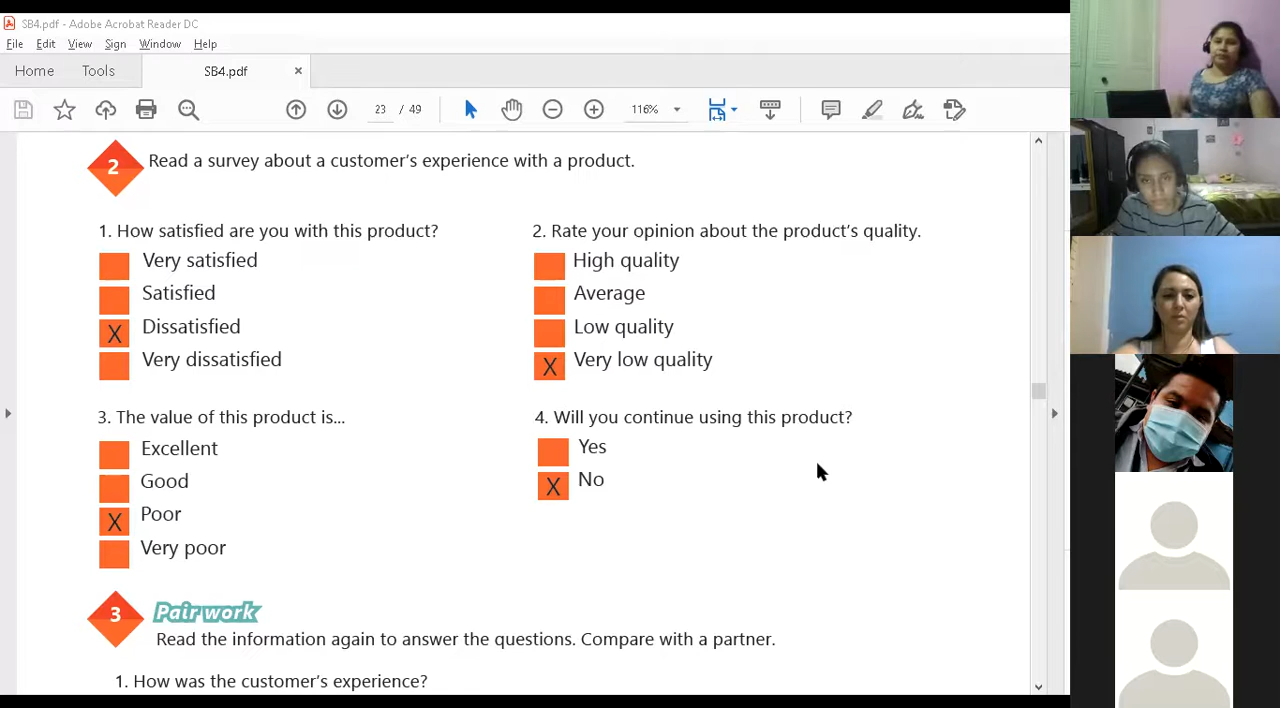 SB4.pdf - Adobe Acrobat Reader DC
File Edit View Sign Window Help
Home Tools SB4.pdf ×
23 / 49 116%
2 Read a survey about a customer's experience with a product.
1. How satisfied are you with this product?
Very satisfied
Satisfied
X Dissatisfied
Very dissatisfied
2. Rate your opinion about the product's quality.
High quality
Average
Low quality
X Very low quality
3. The value of this product is...
Excellent
Good
X Poor
Very poor
4. Will you continue using this product?
Yes
X No
3 Pair work
Read the information again to answer the questions. Compare with a partner.
1. How was the customer's experience?